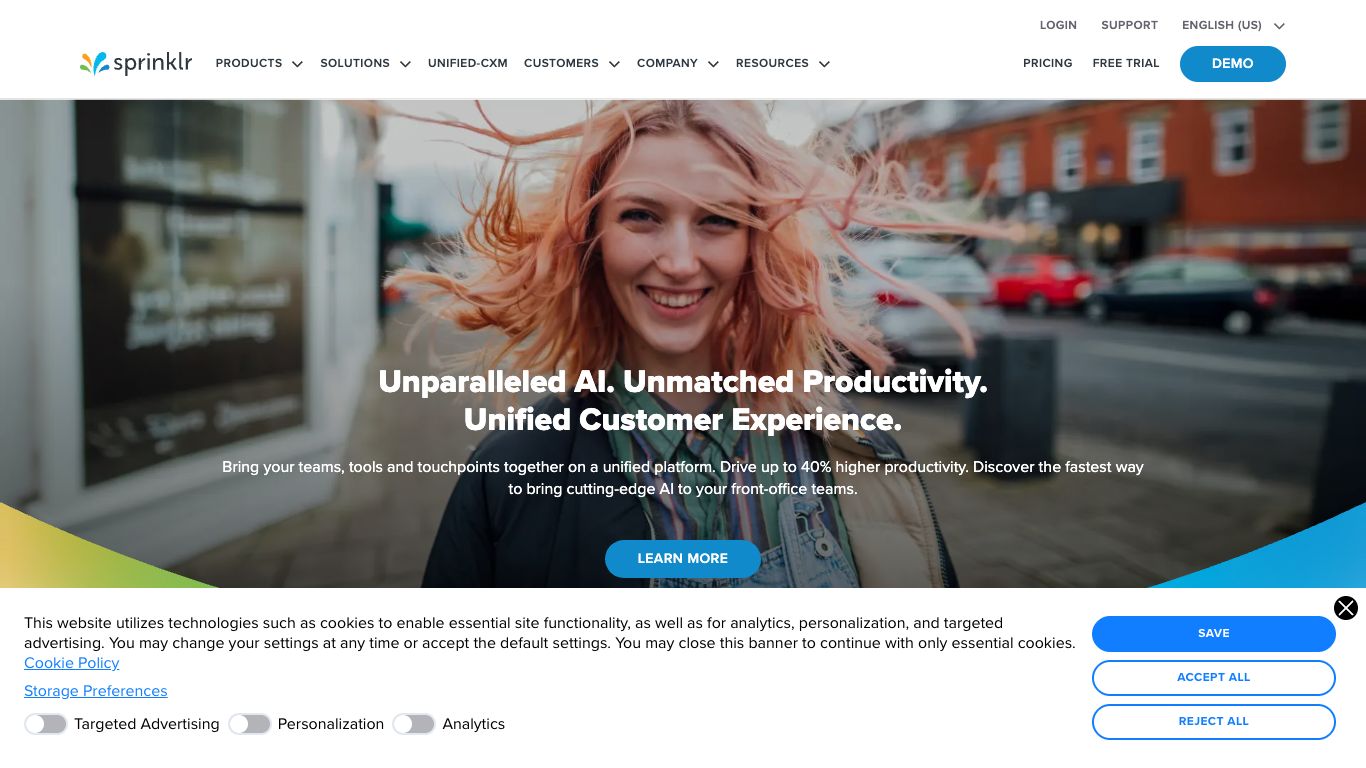 LOGIN SUPPORT ENGLISH (US)
sprinklr PRODUCTS SOLUTIONS UNIFIED-CXM CUSTOMERS COMPANY RESOURCES PRICING FREE TRIAL DEMO
Unparalleled AI. Unmatched Productivity.
Unified Customer Experience.
Bring your teams, tools and touchpoints together on a unified platform. Drive up to 40% higher productivity. Discover the fastest way
to bring cutting-edge AI to your front-office teams.
LEARN MORE
This website utilizes technologies such as cookies to enable essential site functionality, as well as for analytics, personalization, and targeted
advertising. You may change your settings at any time or accept the default settings. You may close this banner to continue with only essential cookies.
Cookie Policy
Storage Preferences
Targeted Advertising Personalization Analytics
SAVE
ACCEPT ALL
REJECT ALL